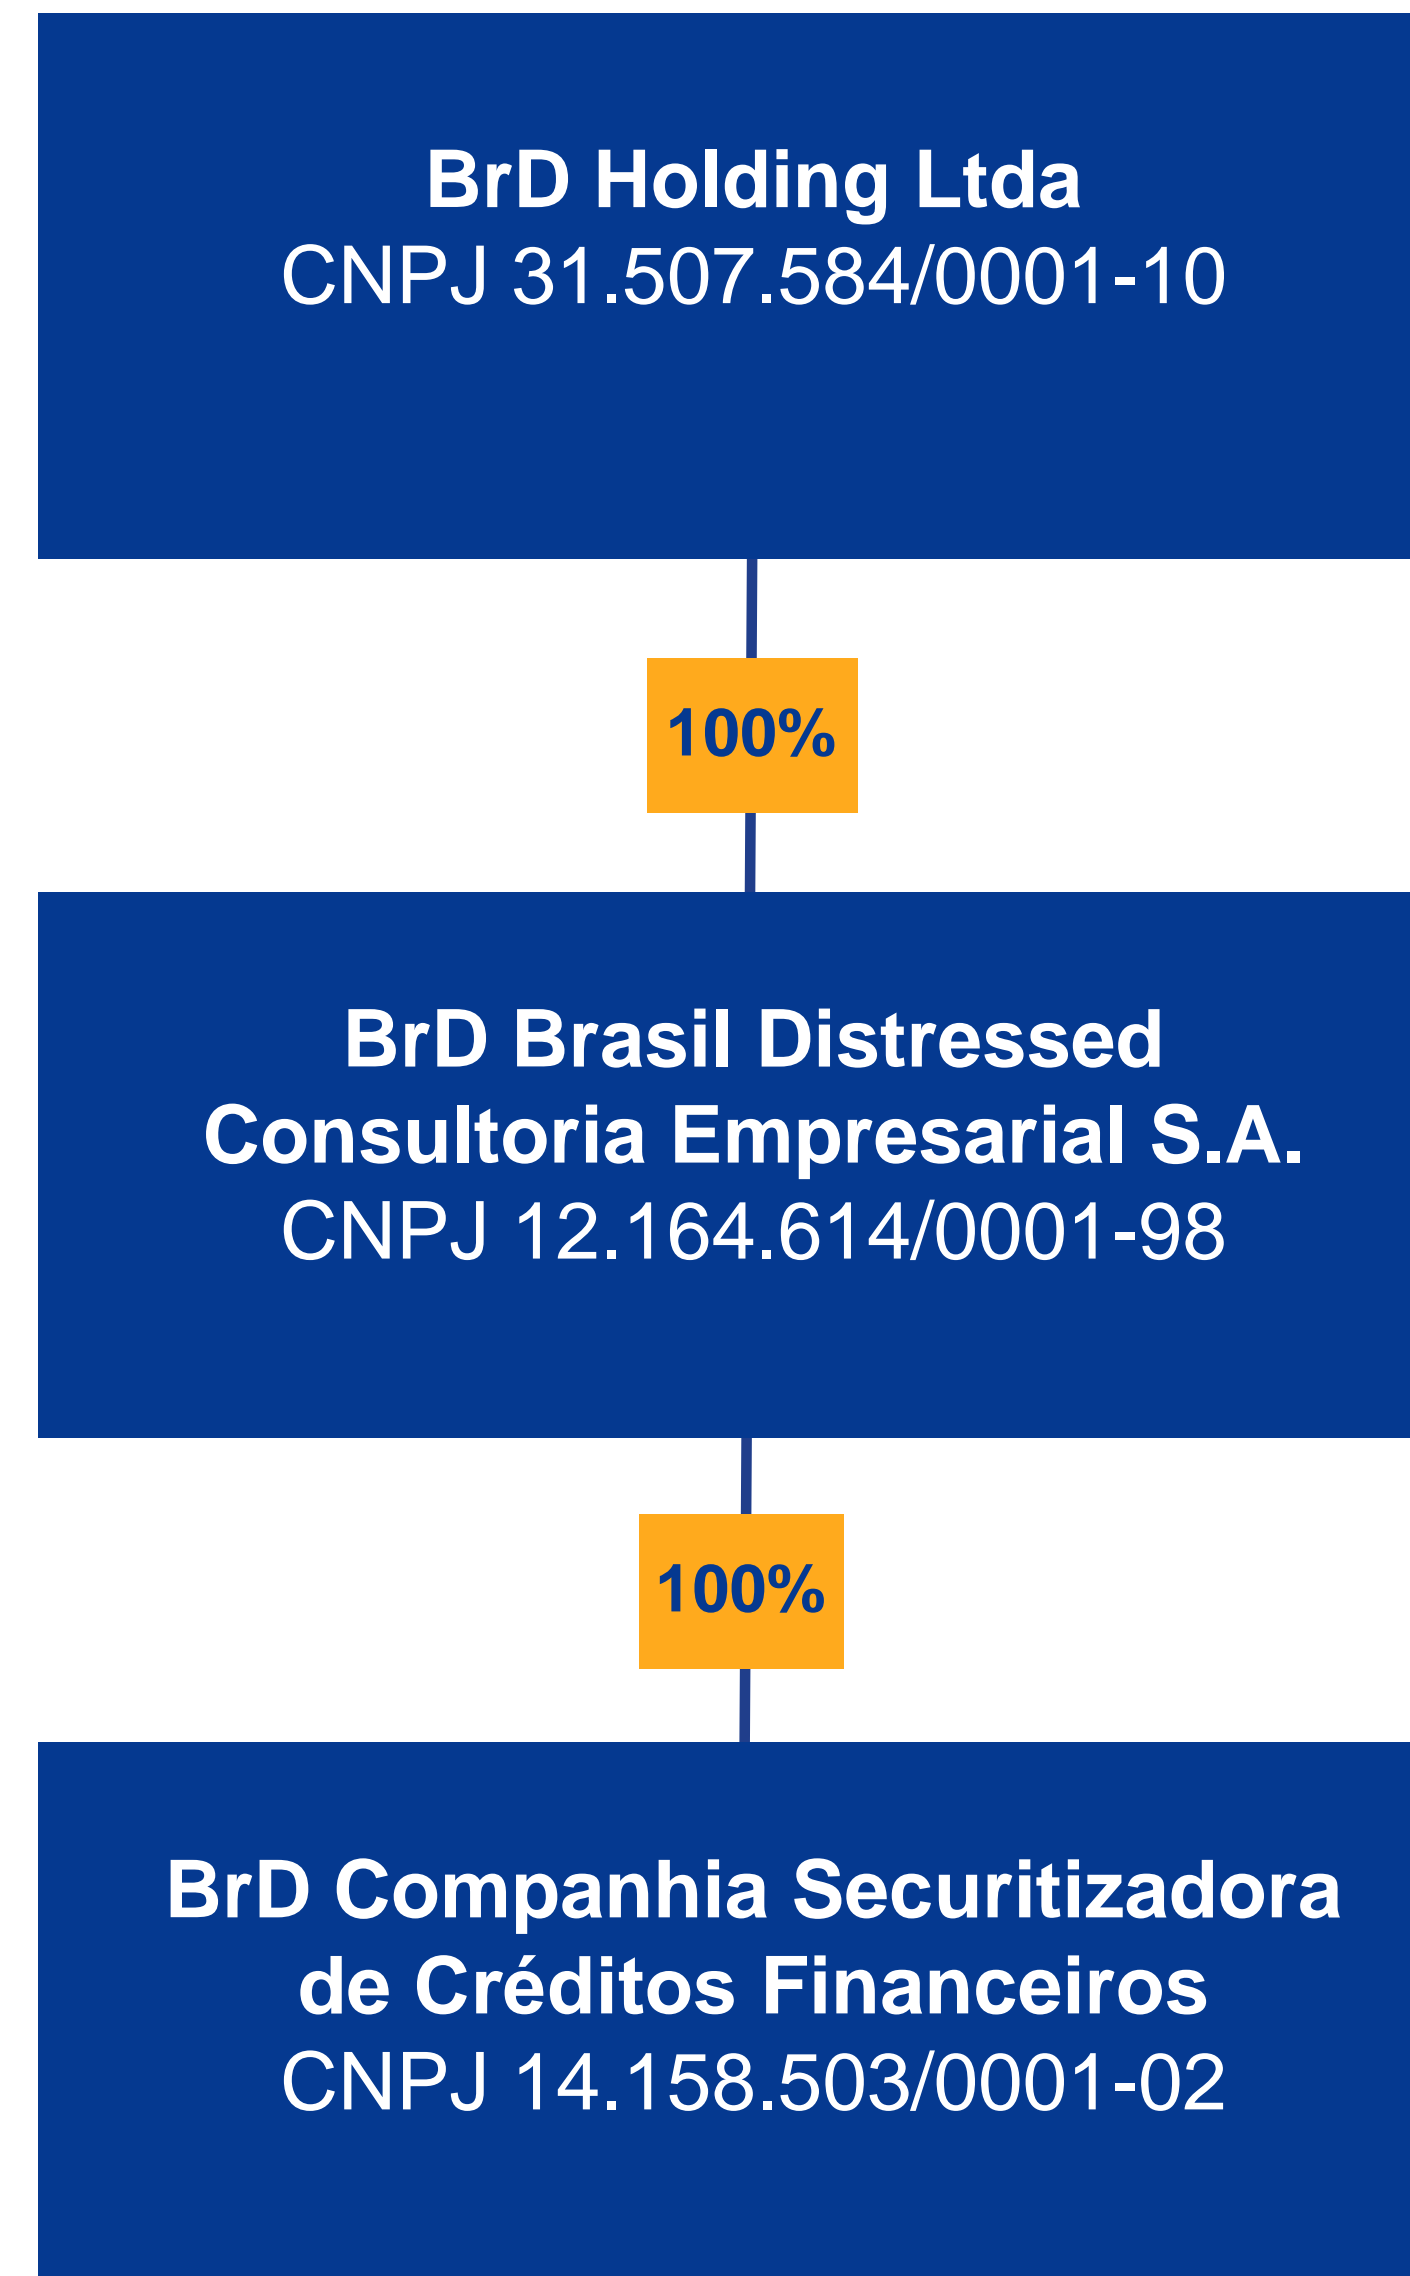 BrD Holding Ltda
CNPJ 31.507.584/0001-10
100%
BrD Brasil Distressed
Consultoria Empresarial S.A.
CNPJ 12.164.614/0001-98
100%
BrD Companhia Securitizadora
de Créditos Financeiros
CNPJ 14.158.503/0001-02